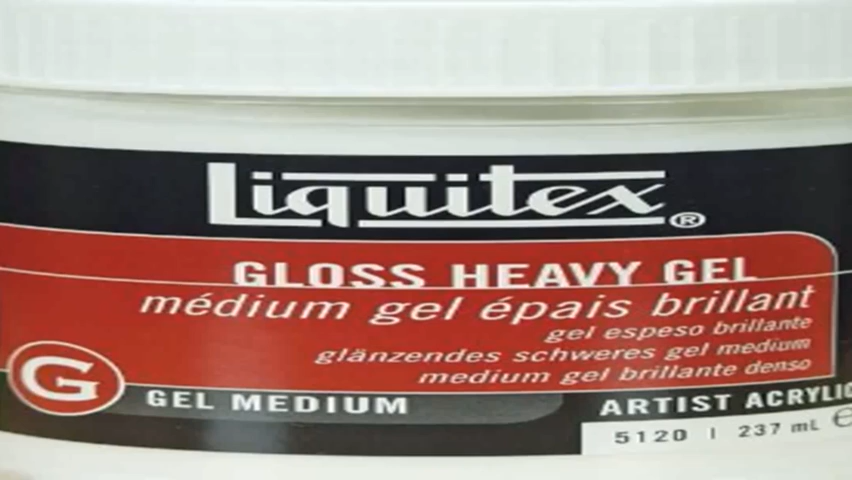 Liquitex®
GLOSS HEAVY GEL
médium gel épais brillant
gel espeso brillante
glänzendes schweres gel medium
medium gel brillante denso
G
GEL MEDIUM
ARTIST ACRYLIC
5120 | 237 mL ℮